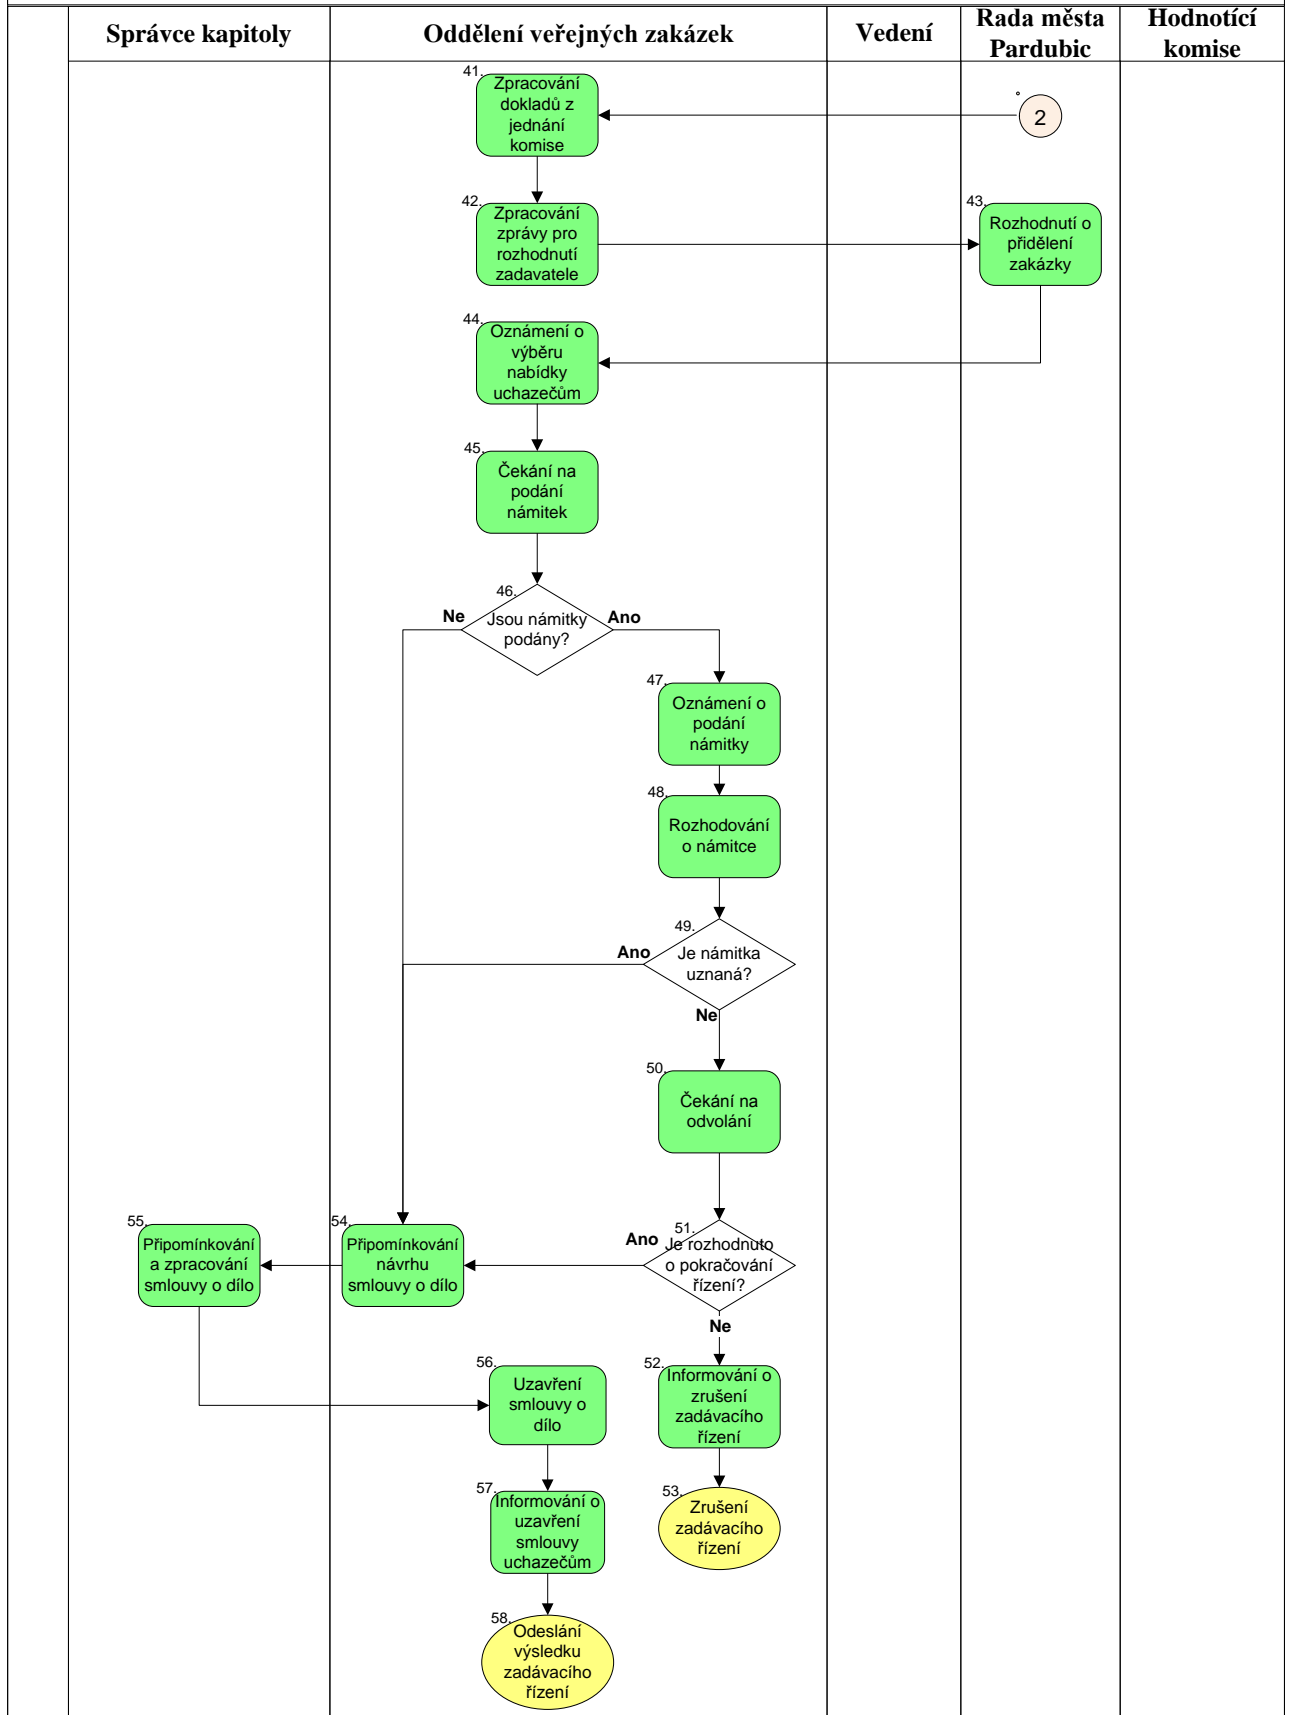 Správce kapitoly
Oddělení veřejných zakázek
Vedení
Rada města
Pardubic
Hodnotící
komise
41.
Zpracování
dokladů z
jednání
komise
2
42.
Zpracování
zprávy pro
rozhodnutí
zadavatele
43.
Rozhodnutí o
přidělení
zakázky
44.
Oznámení o
výběru
nabídky
uchazečům
45.
Čekání na
podání
námitek
46.
Jsou námitky
podány?
Ne
Ano
47.
Oznámení o
podání
námitky
48.
Rozhodování
o námitce
49.
Je námitka
uznaná?
Ano
Ne
50.
Čekání na
odvolání
51.
Je rozhodnuto
o pokračování
řízení?
Ano
Ne
54.
Připomínkování
návrhu
smlouvy o dílo
55.
Připomínkování
a zpracování
smlouvy o dílo
52.
Informování o
zrušení
zadávacího
řízení
56.
Uzavření
smlouvy o
dílo
53.
Zrušení
zadávacího
řízení
57.
Informování o
uzavření
smlouvy
uchazečům
58.
Odeslání
výsledku
zadávacího
řízení